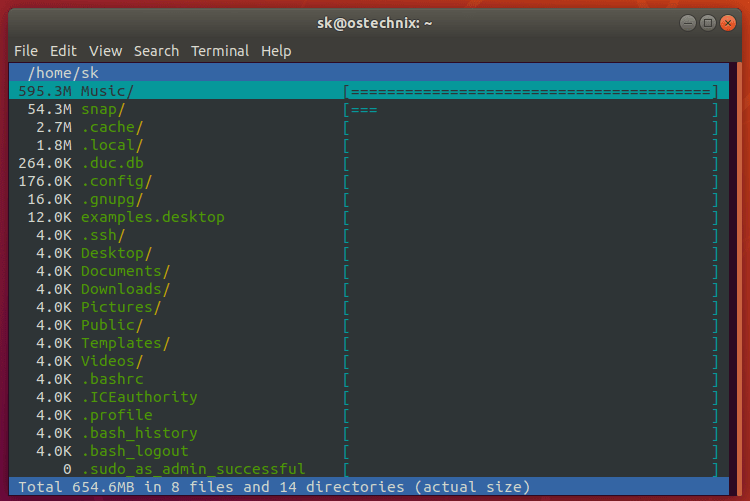 sk@ostechnix: ~
File Edit View Search Terminal Help
/home/sk
595.3M Music/ [========================================]
54.3M snap/ [=== ]
2.7M .cache/ [ ]
1.8M .local/ [ ]
264.0K .duc.db [ ]
176.0K .config/ [ ]
16.0K .gnupg/ [ ]
12.0K examples.desktop [ ]
4.0K .ssh/ [ ]
4.0K Desktop/ [ ]
4.0K Documents/ [ ]
4.0K Downloads/ [ ]
4.0K Pictures/ [ ]
4.0K Public/ [ ]
4.0K Templates/ [ ]
4.0K Videos/ [ ]
4.0K .bashrc [ ]
4.0K .ICEauthority [ ]
4.0K .profile [ ]
4.0K .bash_history [ ]
4.0K .bash_logout [ ]
0 .sudo_as_admin_successful [ ]
Total 654.6MB in 8 files and 14 directories (actual size)